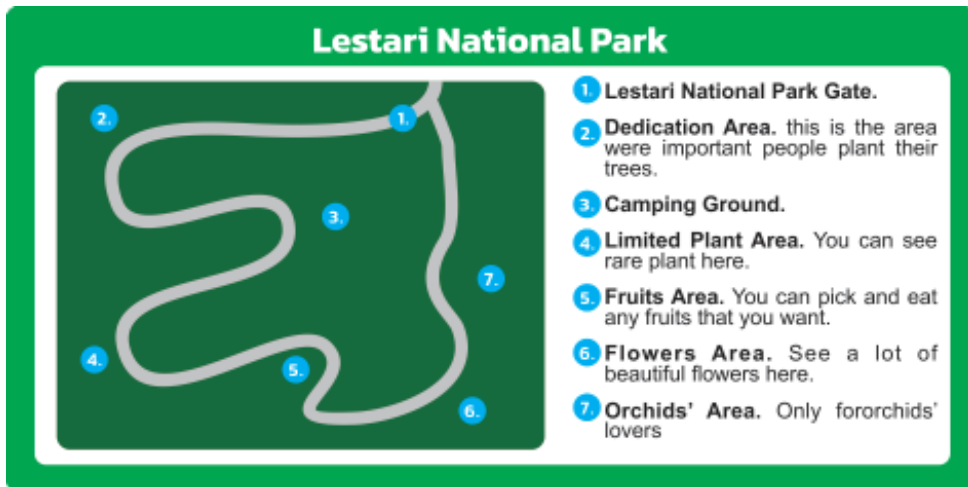 Lestari National Park
1. Lestari National Park Gate.
2. Dedication Area. this is the area
were important people plant their
trees.
3. Camping Ground.
4. Limited Plant Area. You can see
rare plant here.
5. Fruits Area. You can pick and eat
any fruits that you want.
6. Flowers Area. See a lot of
beautiful flowers here.
7. Orchids' Area. Only fororchids'
lovers
2.
1.
3.
7.
4.
5.
6.